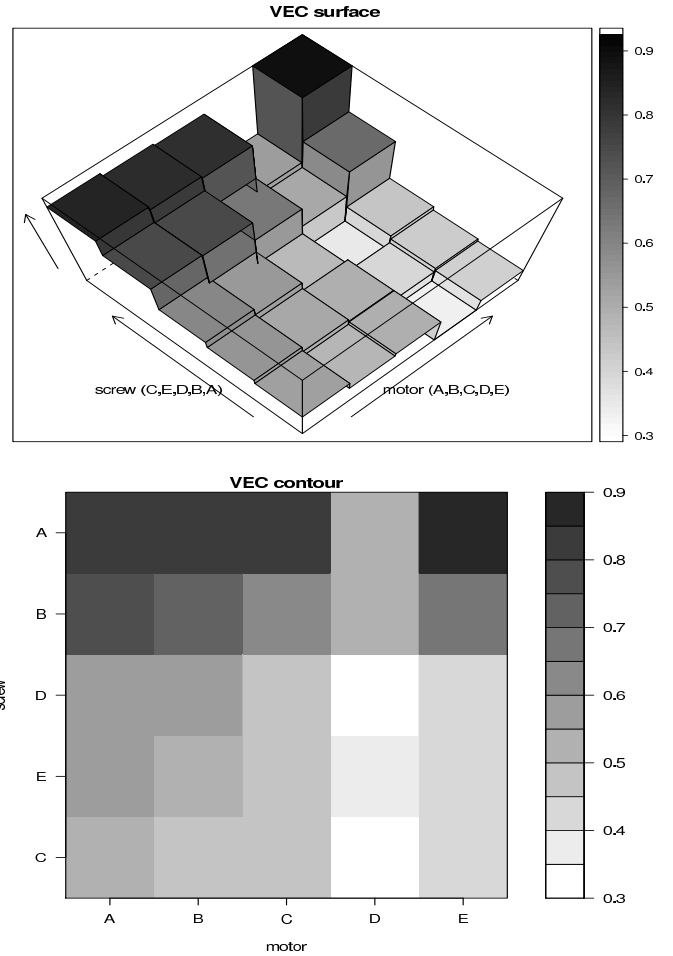 VEC surface
0.9
0.8
0.7
0.6
0.5
0.4
0.3
screw (C,E,D,B,A)
motor (A,B,C,D,E)
VEC contour
A
B
D
E
C
screw
A B C D E
motor
0.9
0.8
0.7
0.6
0.5
0.4
0.3